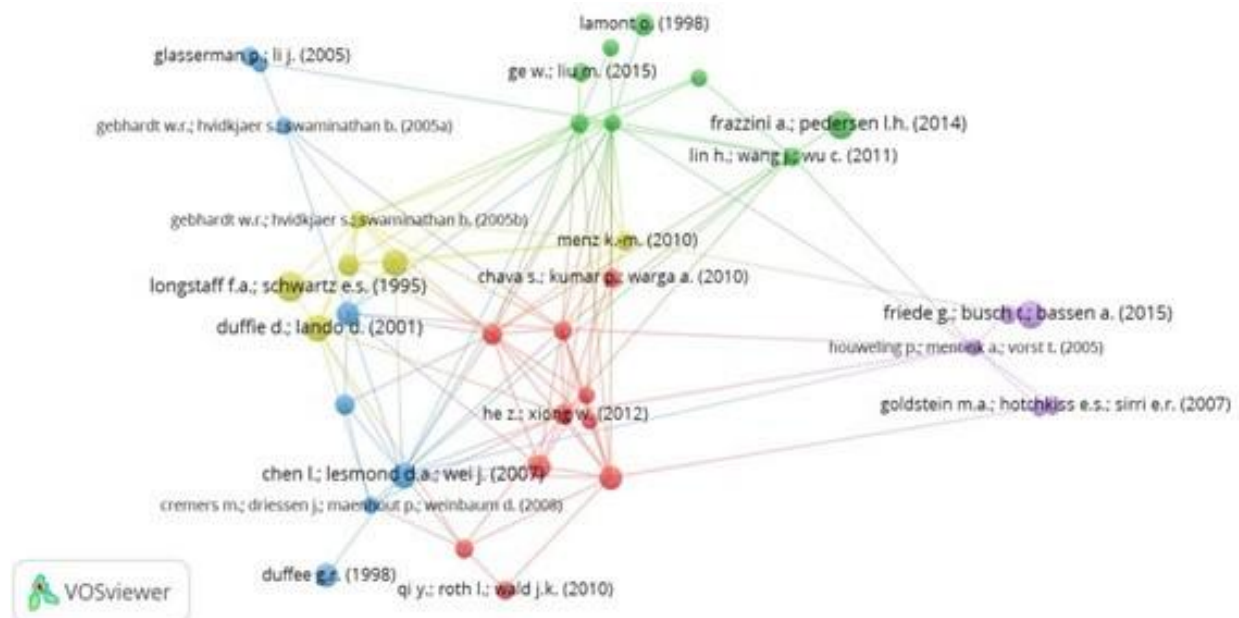 lamont o. (1998)
glasserman p.; li j. (2005)
ge w.; liu m. (2015)
gebhardt w.r.; hvidkjaer s.; swaminathan b. (2005a)
frazzini a.; pedersen l.h. (2014)
lin h.; wang j.; wu c. (2011)
gebhardt w.r.; hvidkjaer s.; swaminathan b. (2005b)
menz k.-m. (2010)
chava s.; kumar p.; warga a. (2010)
longstaff f.a.; schwartz e.s. (1995)
friede g.; busch t.; bassen a. (2015)
duffie d.; lando d. (2001)
houweling p.; mentink a.; vorst t. (2005)
goldstein m.a.; hotchkiss e.s.; sirri e.r. (2007)
he z.; xiong w. (2012)
chen l.; lesmond d.a.; wei j. (2007)
cremers m.; driessen j.; maenhout p.; weinbaum d. (2008)
duffee g.r. (1998)
qi y.; roth l.; wald j.k. (2010)
VOSviewer